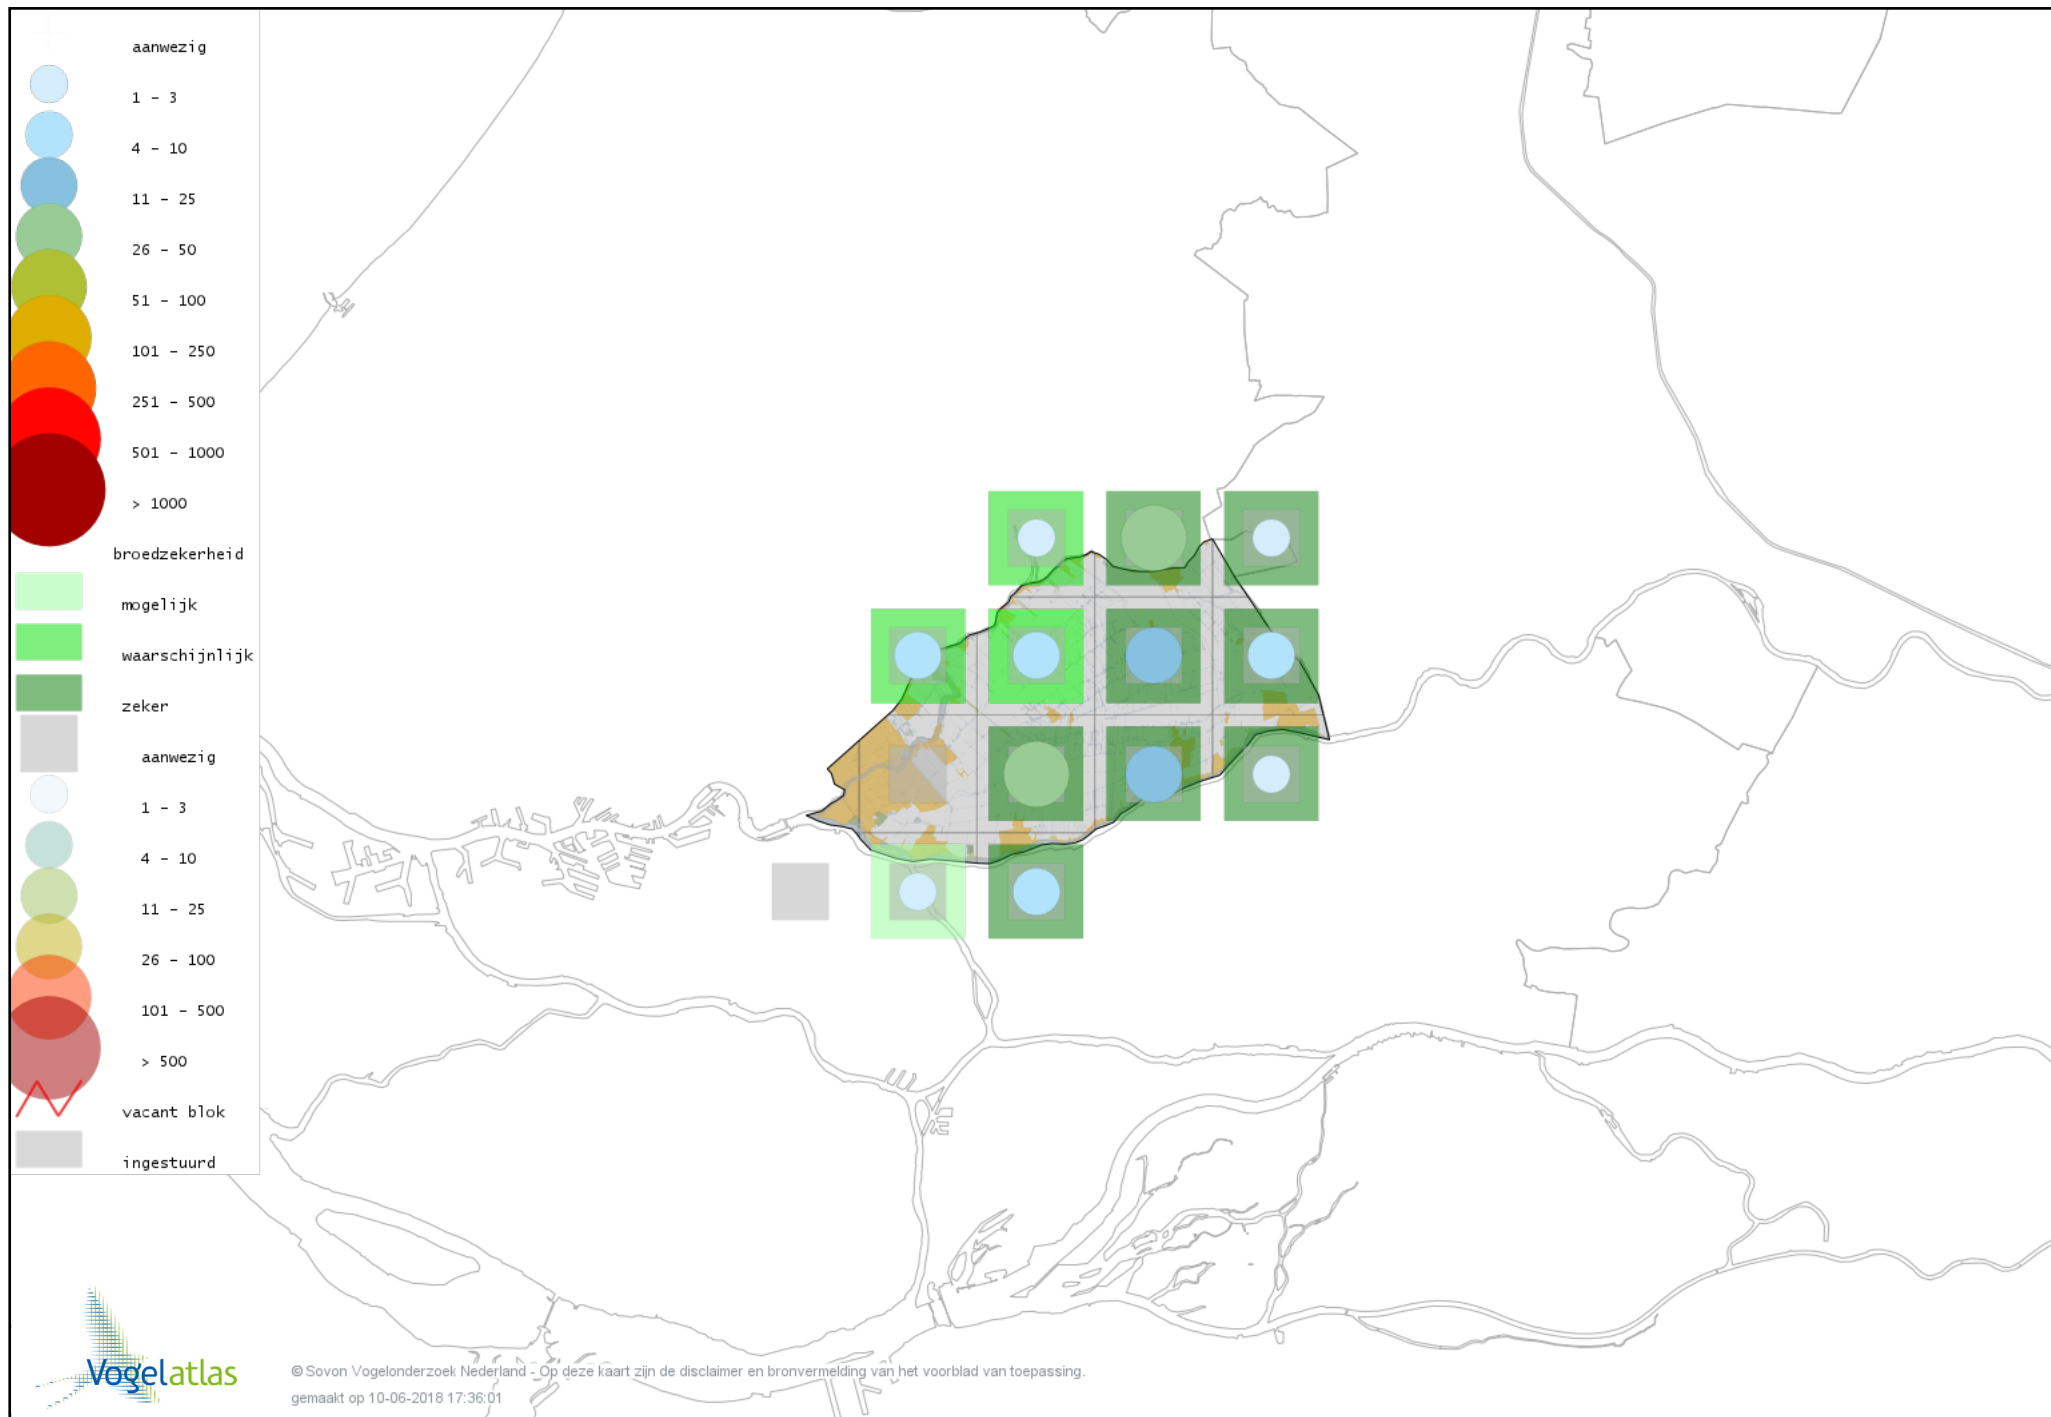 aanwezig
1 - 3
4 - 10
11 - 25
26 - 50
51 - 100
101 - 250
251 - 500
501 - 1000
> 1000
broedzekerheid
mogelijk
waarschijnlijk
zeker
aanwezig
1 - 3
4 - 10
11 - 25
26 - 100
101 - 500
> 500
vacant blok
ingestuurd
Vogelatlas
© Sovon Vogelonderzoek Nederland - Op deze kaart zijn de disclaimer en bronvermelding van het voorblad van toepassing.
gemaakt op 10-06-2018 17:36:01